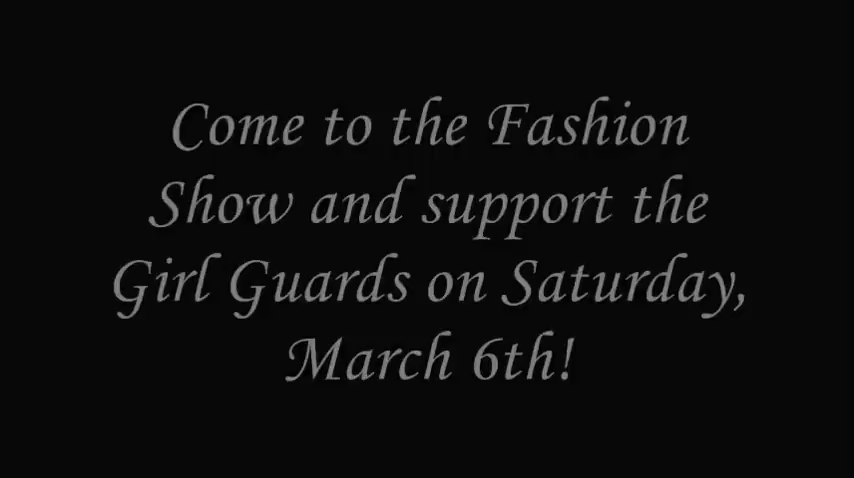 Come to the Fashion
Show and support the
Girl Guards on Saturday,
March 6th!